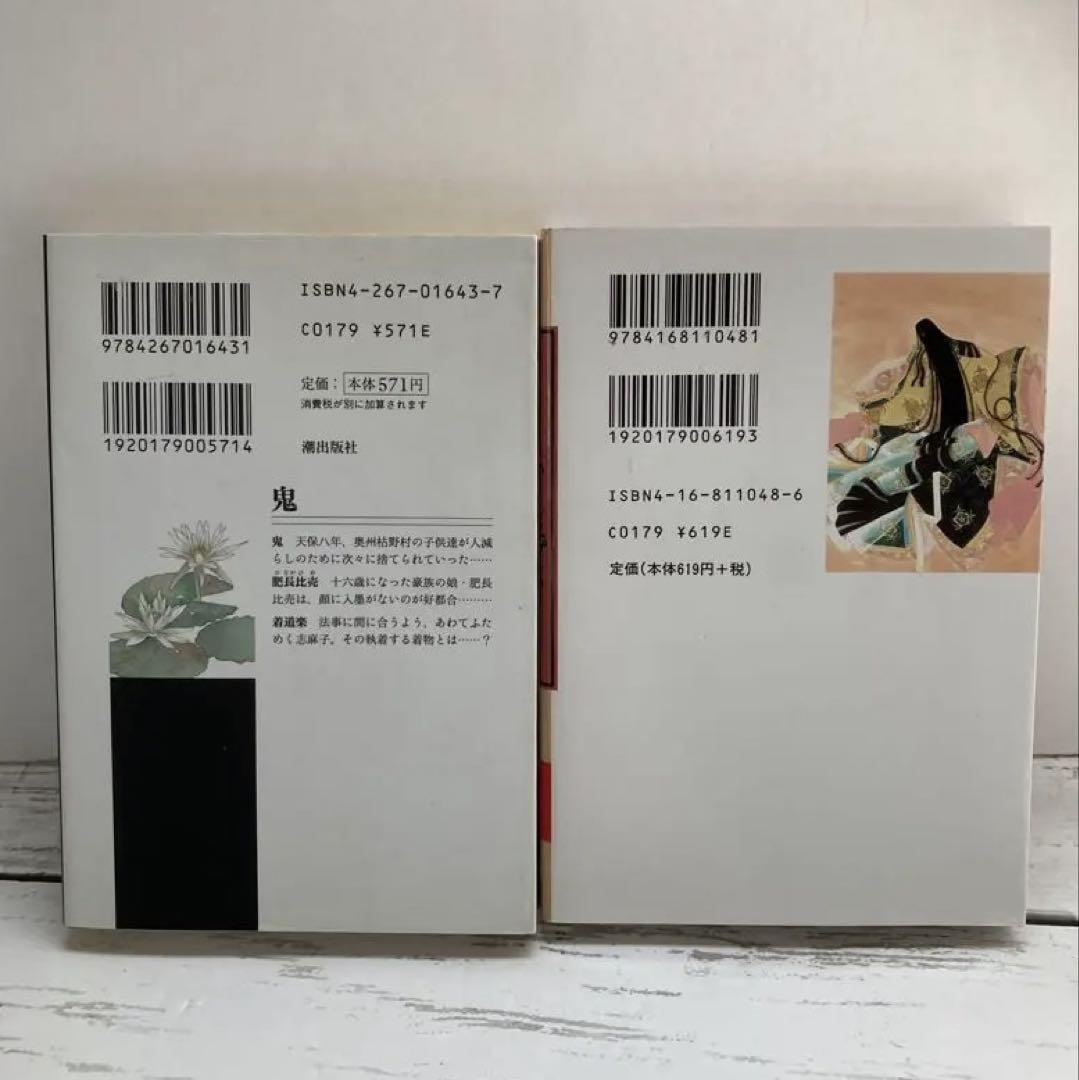 ISBN4-267-01643-7
C0179 ¥571E
9784267016431
定価：本体571円
消費税が別に加算されます
1920179005714
潮出版社
鬼
鬼 天保八年、奥州枯野村の子供達が人減
らしのために次々に捨てられていった……
肥長比売 十六歳になった豪族の娘・肥長
比売は、顔に入墨がないのが好都合………
着道楽 法事に間に合うよう、あわてふた
めく志麻子。その執着する着物とは……？
9784168110481
1920179006193
ISBN4-16-811048-6
C0179 ¥619E
定価(本体619円+税)